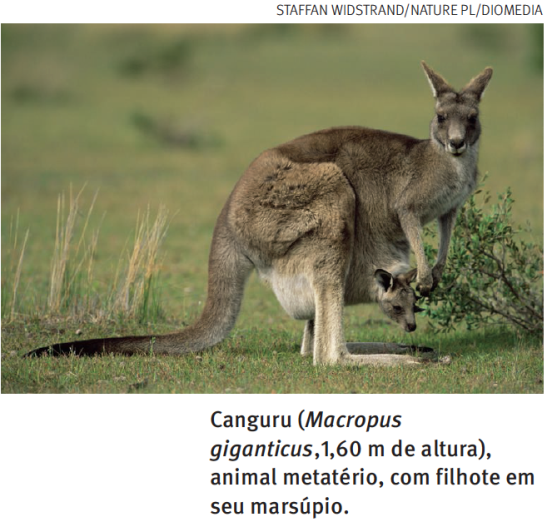 STAFFAN WIDSTRAND/NATURE PL/DIOMEDIA
Canguru (Macropus
giganticus,1,60 m de altura),
animal metatério, com filhote em
seu marsúpio.